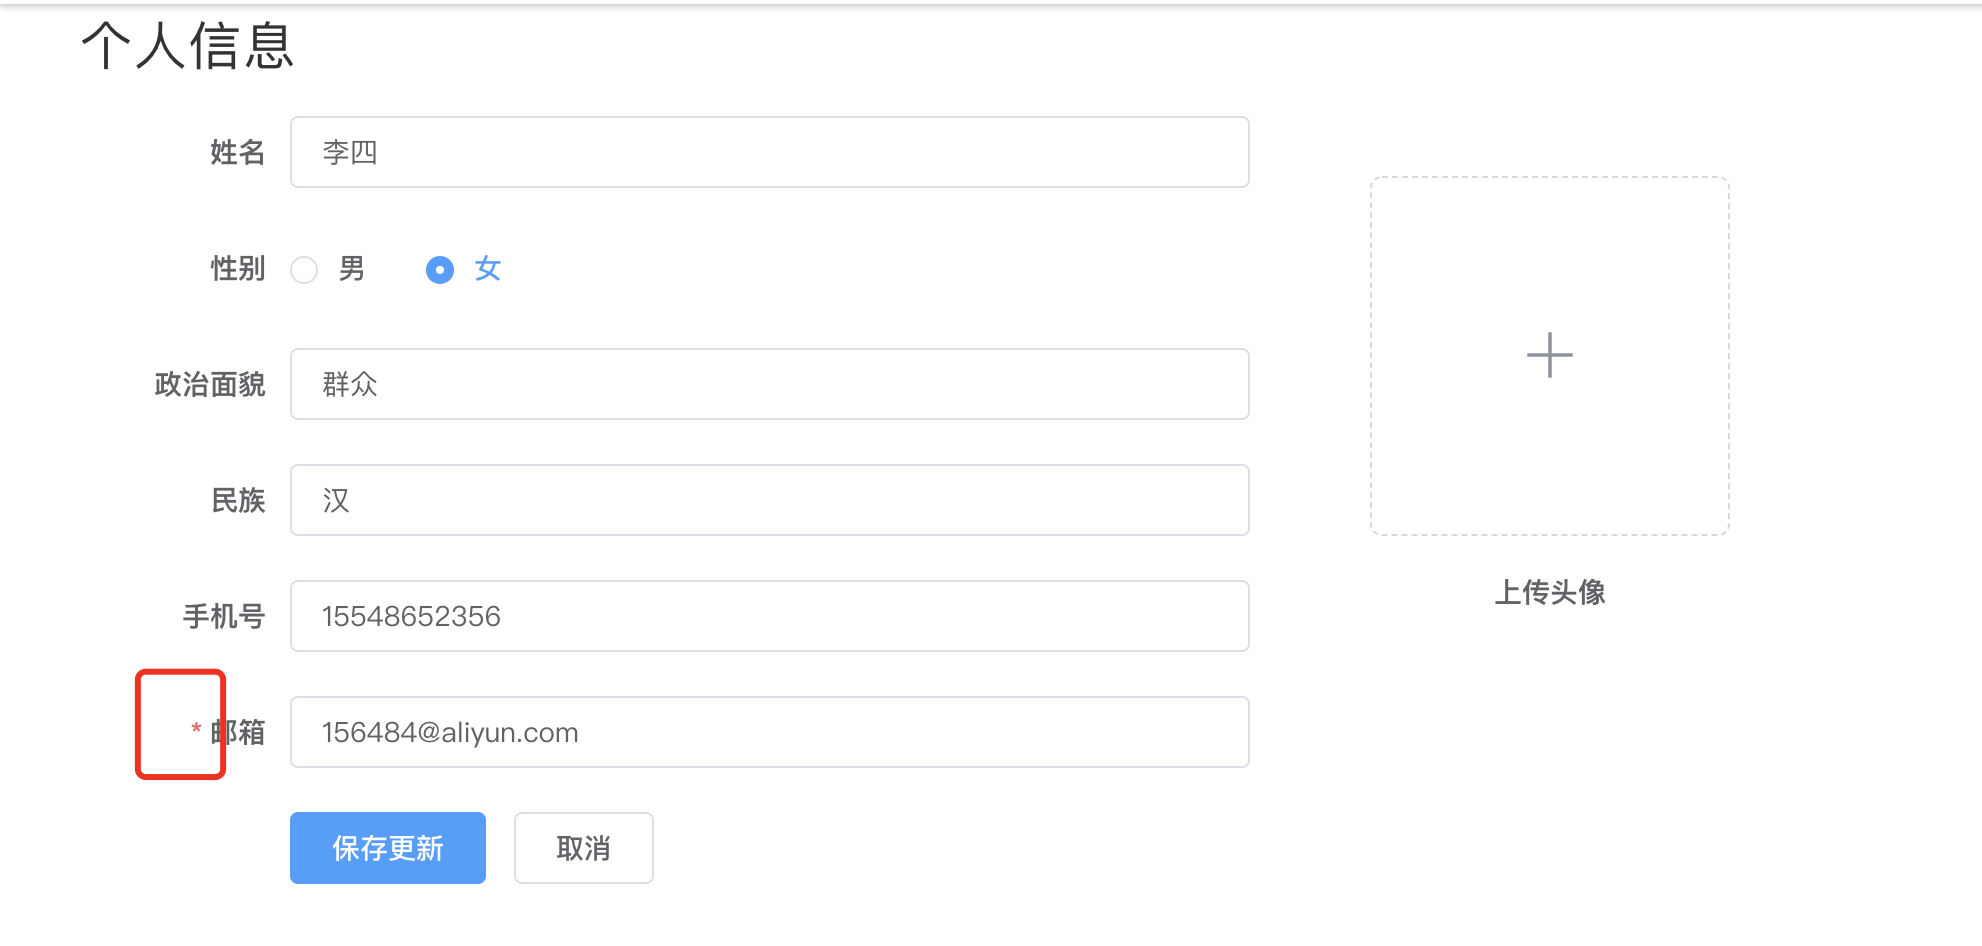 个人信息
姓名 李四
性别 男 女
政治面貌 群众
民族 汉
手机号 15548652356
上传头像
* 邮箱 156484@aliyun.com
保存更新 取消